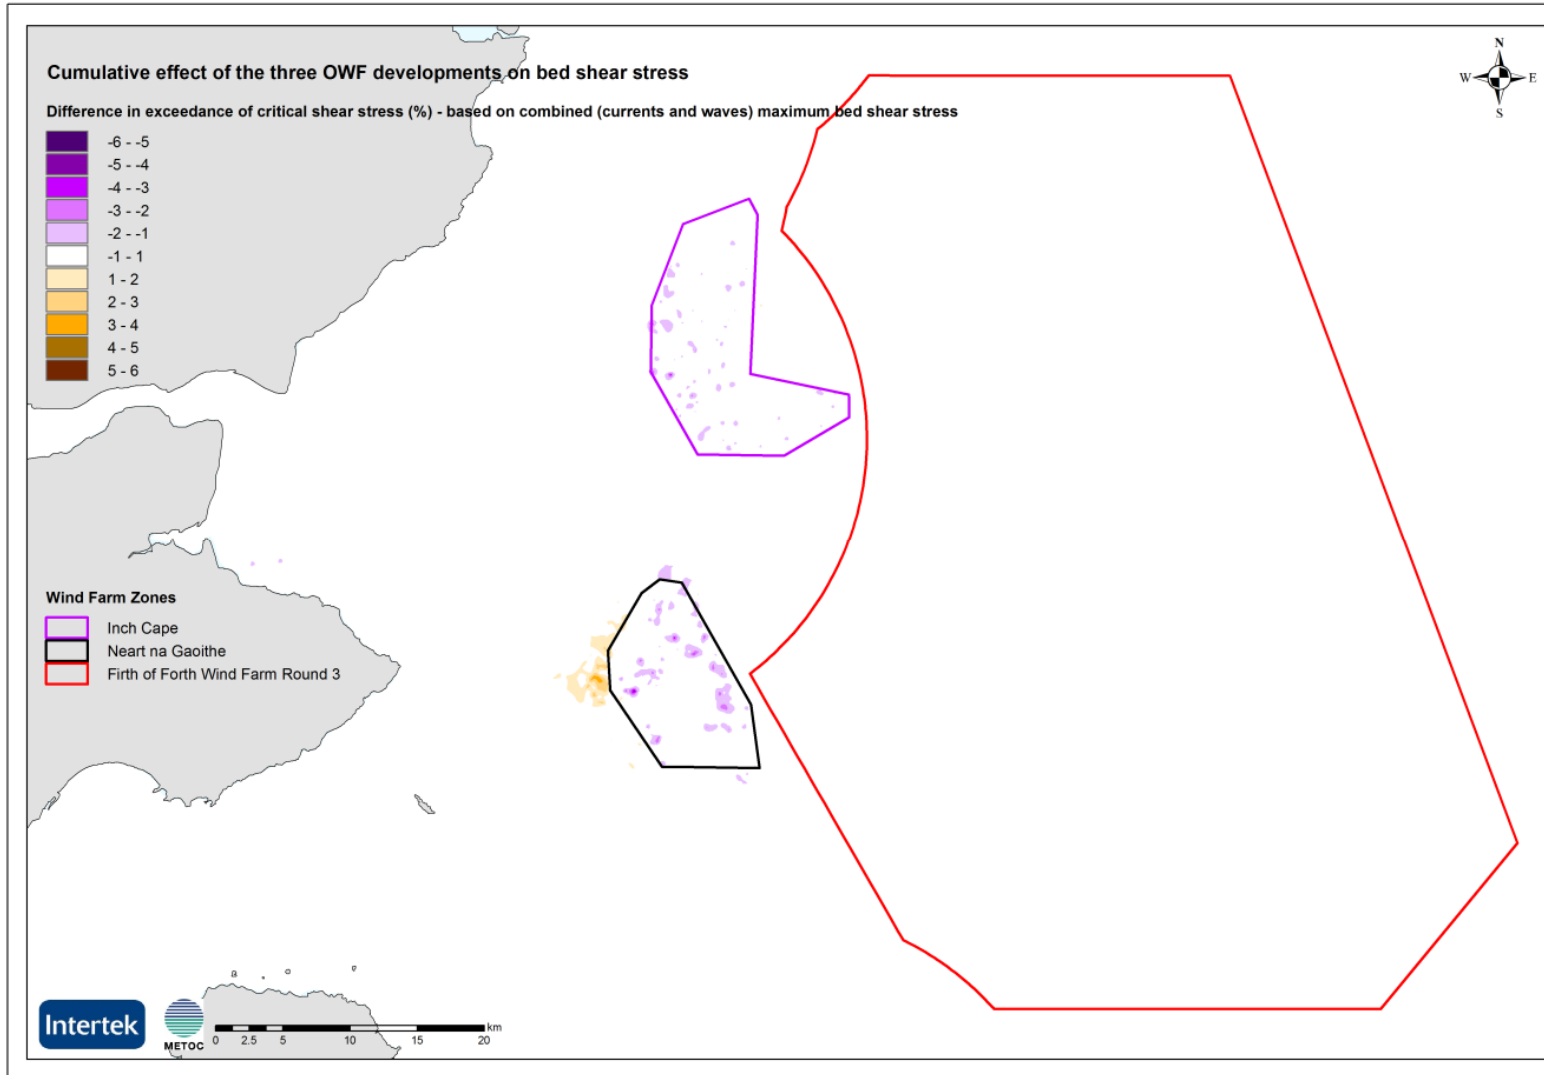 Cumulative effect of the three OWF developments on bed shear stress
Difference in exceedance of critical shear stress (%) - based on combined (currents and waves) maximum bed shear stress
-6 - -5
-5 - -4
-4 - -3
-3 - -2
-2 - -1
-1 - 1
1 - 2
2 - 3
3 - 4
4 - 5
5 - 6
N
W E
S
Wind Farm Zones
Inch Cape
Neart na Gaoithe
Firth of Forth Wind Farm Round 3
Intertek
METOC
km
0 2.5 5 10 15 20